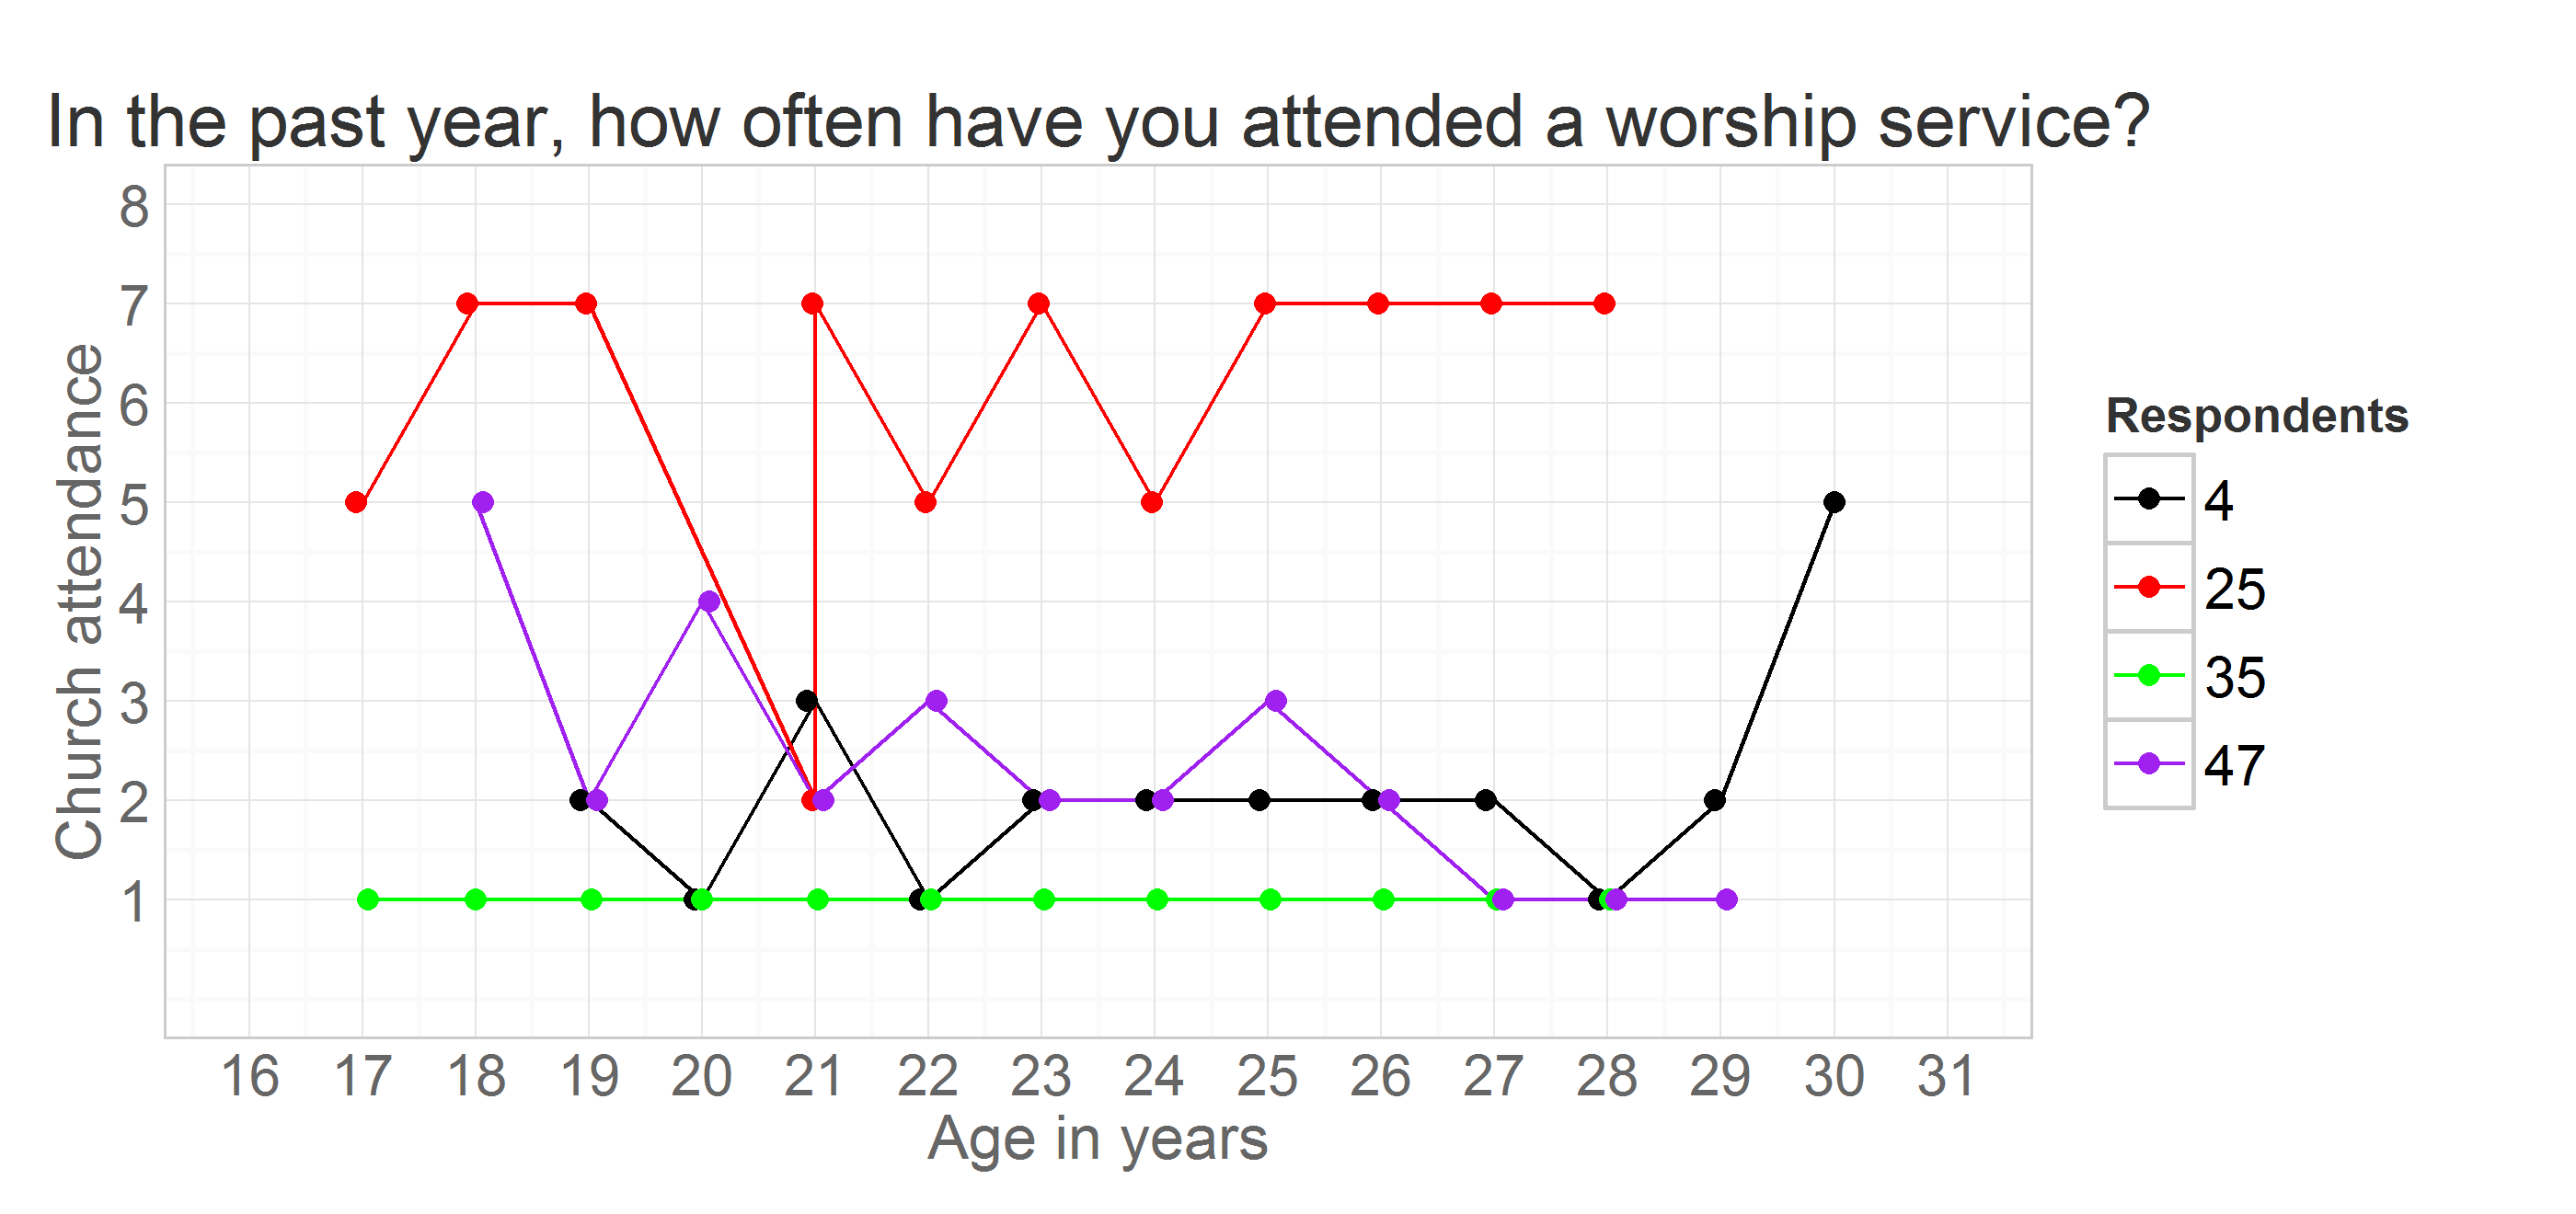 In the past year, how often have you attended a worship service?
Church attendance
8
7
6
5
4
3
2
1
16 17 18 19 20 21 22 23 24 25 26 27 28 29 30 31
Age in years
Respondents
4
25
35
47